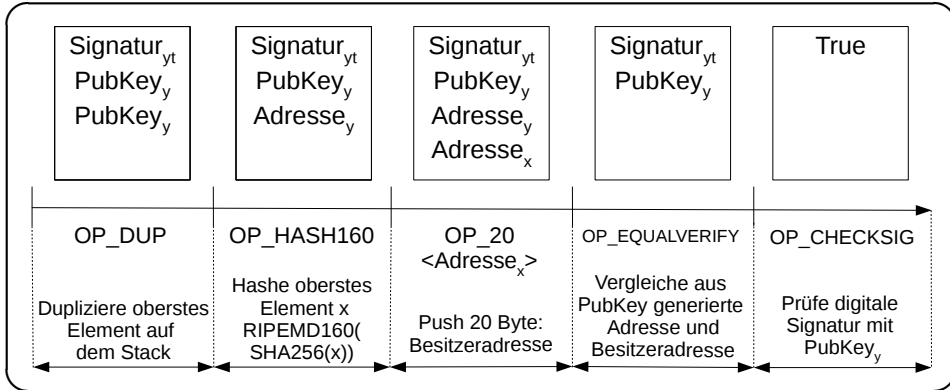 Signatur_yt
PubKey_y
PubKey_y
Signatur_yt
PubKey_y
Adresse_y
Signatur_yt
PubKey_y
Adresse_y
Adresse_x
Signatur_yt
PubKey_y
True
OP_DUP
Dupliziere oberstes
Element auf
dem Stack
OP_HASH160
Hashe oberstes
Element x
RIPEMD160(
SHA256(x))
OP_20
<Adresse_x>
Push 20 Byte:
Besitzeradresse
OP_EQUALVERIFY
Vergleiche aus
PubKey generierte
Adresse und
Besitzeradresse
OP_CHECKSIG
Prüfe digitale
Signatur mit
PubKey_y